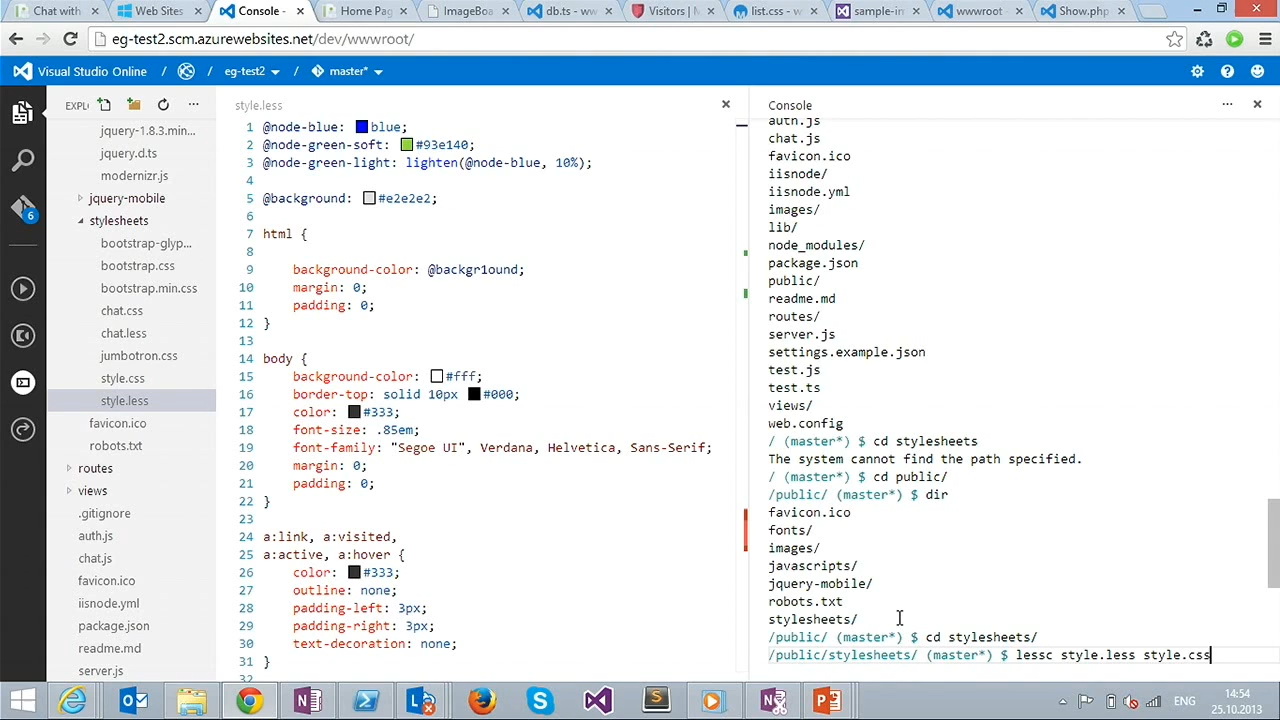 Chat with
Web Sites
Console -
Home Pag
ImageBoa
db.ts - ww
Visitors | M
list.css - w
sample-in
wwwroot
Show.php
eg-test2.scm.azurewebsites.net/dev/wwwroot/
Visual Studio Online / / eg-test2 / master*
EXPL
style.less
Console
jquery-1.8.3.min...
jquery.d.ts
modernizr.js
jquery-mobile
stylesheets
bootstrap-glyp...
bootstrap.css
bootstrap.min.css
chat.css
chat.less
jumbotron.css
style.css
style.less
favicon.ico
robots.txt
routes
views
.gitignore
auth.js
chat.js
favicon.ico
iisnode.yml
package.json
readme.md
server.js
6
1 @node-blue: blue;
2 @node-green-soft: #93e140;
3 @node-green-light: lighten(@node-blue, 10%);
4
5 @background: #e2e2e2;
6
7 html {
8
9 background-color: @backgr1ound;
10 margin: 0;
11 padding: 0;
12 }
13
14 body {
15 background-color: #fff;
16 border-top: solid 10px #000;
17 color: #333;
18 font-size: .85em;
19 font-family: "Segoe UI", Verdana, Helvetica, Sans-Serif;
20 margin: 0;
21 padding: 0;
22 }
23
24 a:link, a:visited,
25 a:active, a:hover {
26 color: #333;
27 outline: none;
28 padding-left: 3px;
29 padding-right: 3px;
30 text-decoration: none;
31 }
32
auth.js
chat.js
favicon.ico
iisnode/
iisnode.yml
images/
lib/
node_modules/
package.json
public/
readme.md
routes/
server.js
settings.example.json
test.js
test.ts
views/
web.config
/ (master*) $ cd stylesheets
The system cannot find the path specified.
/ (master*) $ cd public/
/public/ (master*) $ dir
favicon.ico
fonts/
images/
javascripts/
jquery-mobile/
robots.txt
stylesheets/
/public/ (master*) $ cd stylesheets/
/public/stylesheets/ (master*) $ lessc style.less style.css
ENG
14:54
25.10.2013